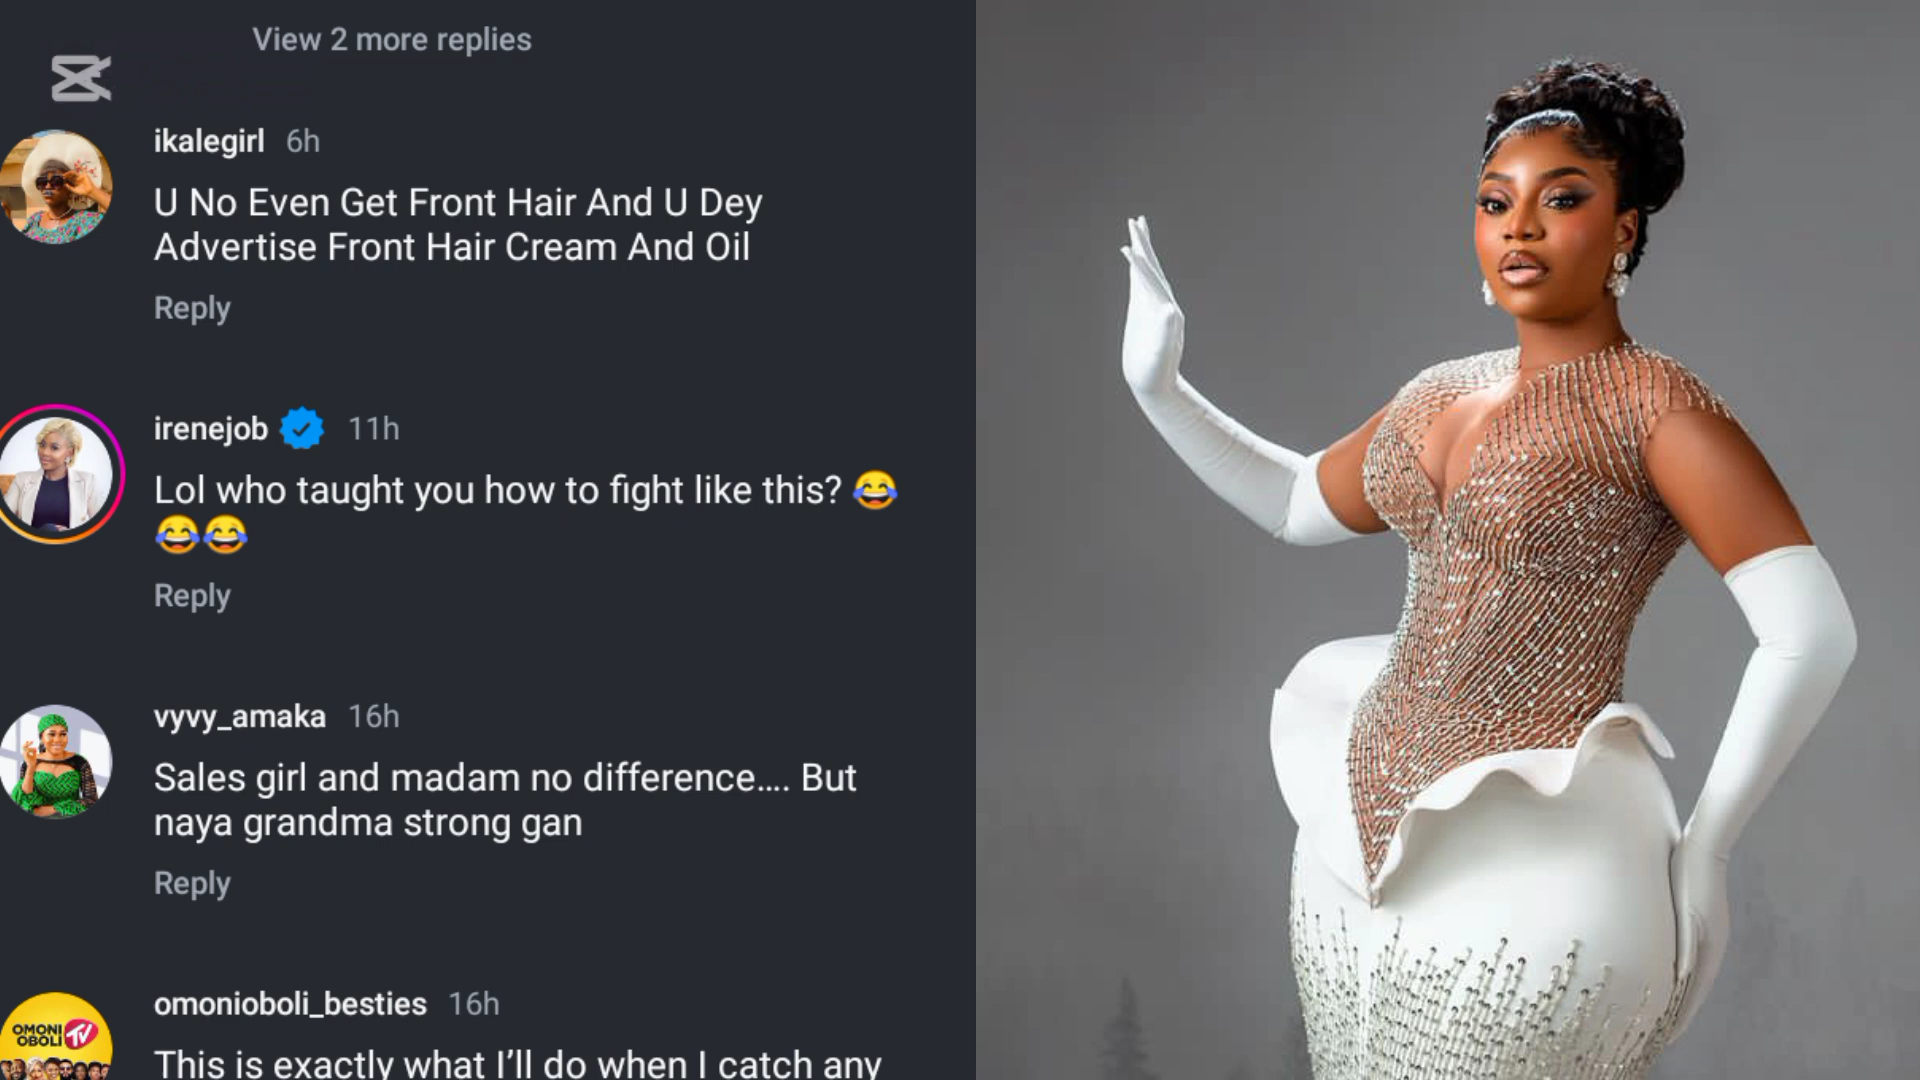 View 2 more replies
ikalegirl 6h
U No Even Get Front Hair And U Dey
Advertise Front Hair Cream And Oil
Reply
irenejob 11h
Lol who taught you how to fight like this? 😂
😂😂
Reply
vyvy_amaka 16h
Sales girl and madam no difference.... But
naya grandma strong gan
Reply
omonioboli_besties 16h
OMONI
OBOLI TV
This is exactly what I’ll do when I catch any